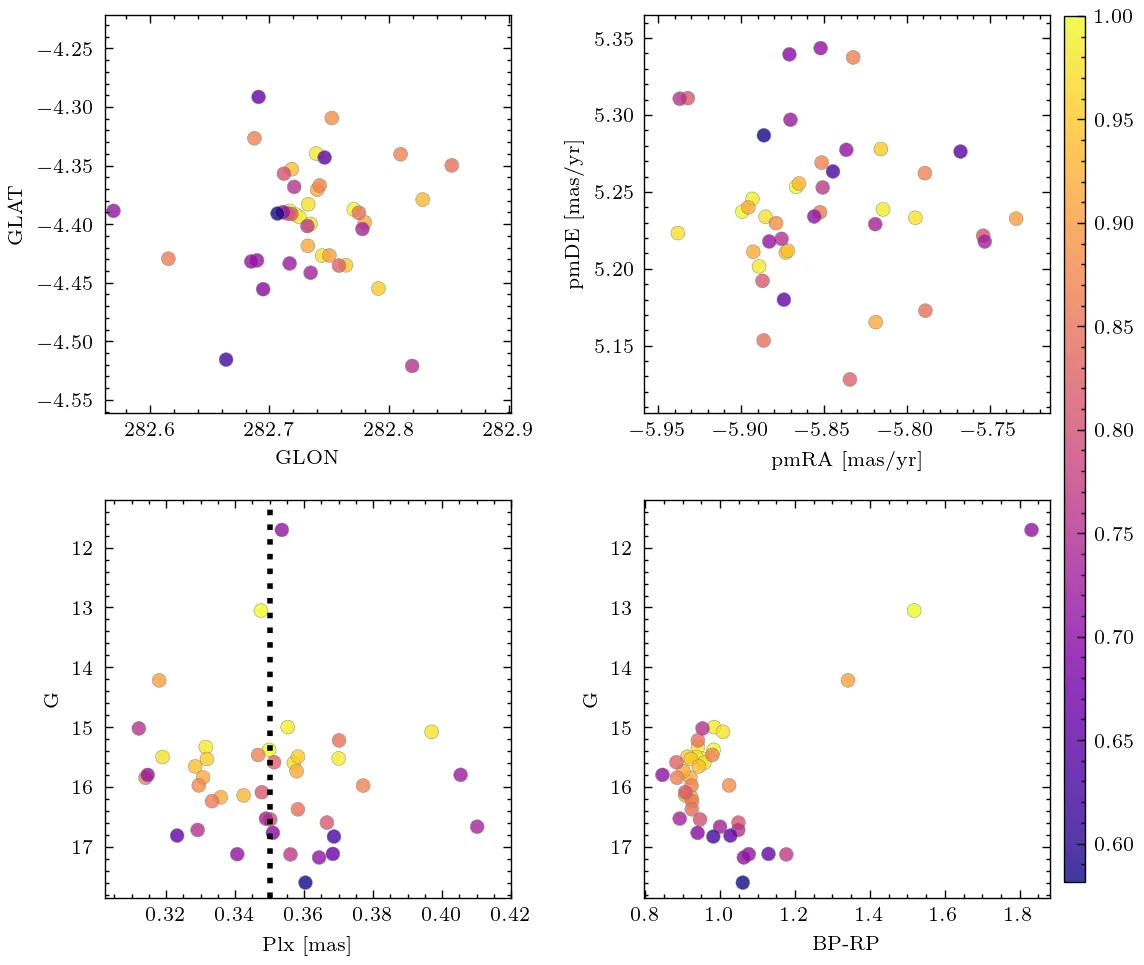 −4.25
−4.30
−4.35
−4.40
−4.45
−4.50
−4.55
GLAT
282.6 282.7 282.8 282.9
GLON
5.35
5.30
5.25
5.20
5.15
pmDE [mas/yr]
−5.95 −5.90 −5.85 −5.80 −5.75
pmRA [mas/yr]
12
13
14
15
16
17
G
0.32 0.34 0.36 0.38 0.40 0.42
Plx [mas]
12
13
14
15
16
17
G
0.8 1.0 1.2 1.4 1.6 1.8
BP-RP
1.00
0.95
0.90
0.85
0.80
0.75
0.70
0.65
0.60